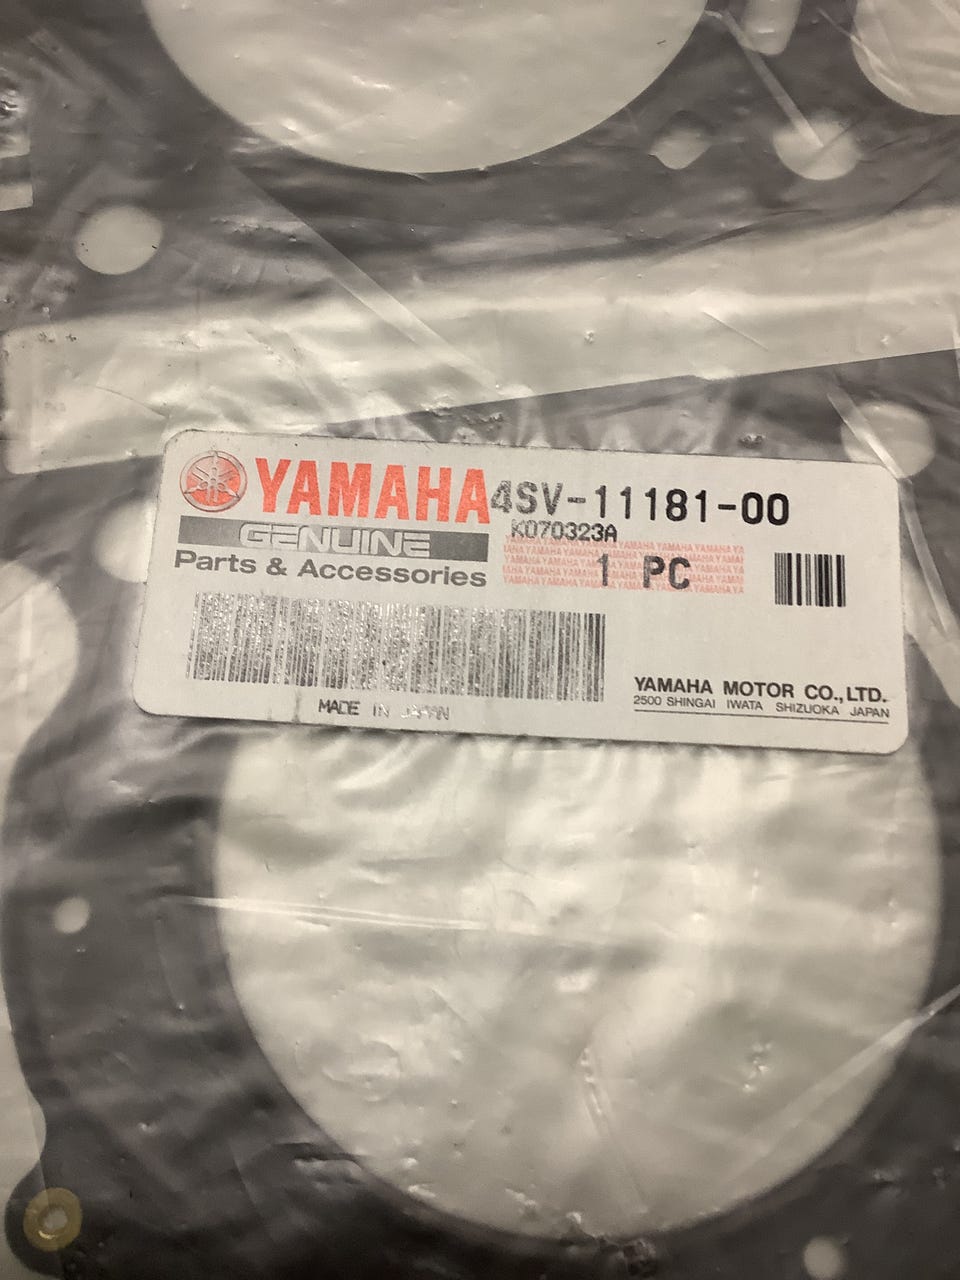 YAMAHA 4SV-11181-00
GENUINE
K070323A
Parts & Accessories
1 PC
MADE IN JAPAN
YAMAHA MOTOR CO., LTD.
2500 SHINGAI IWATA SHIZUOKA JAPAN